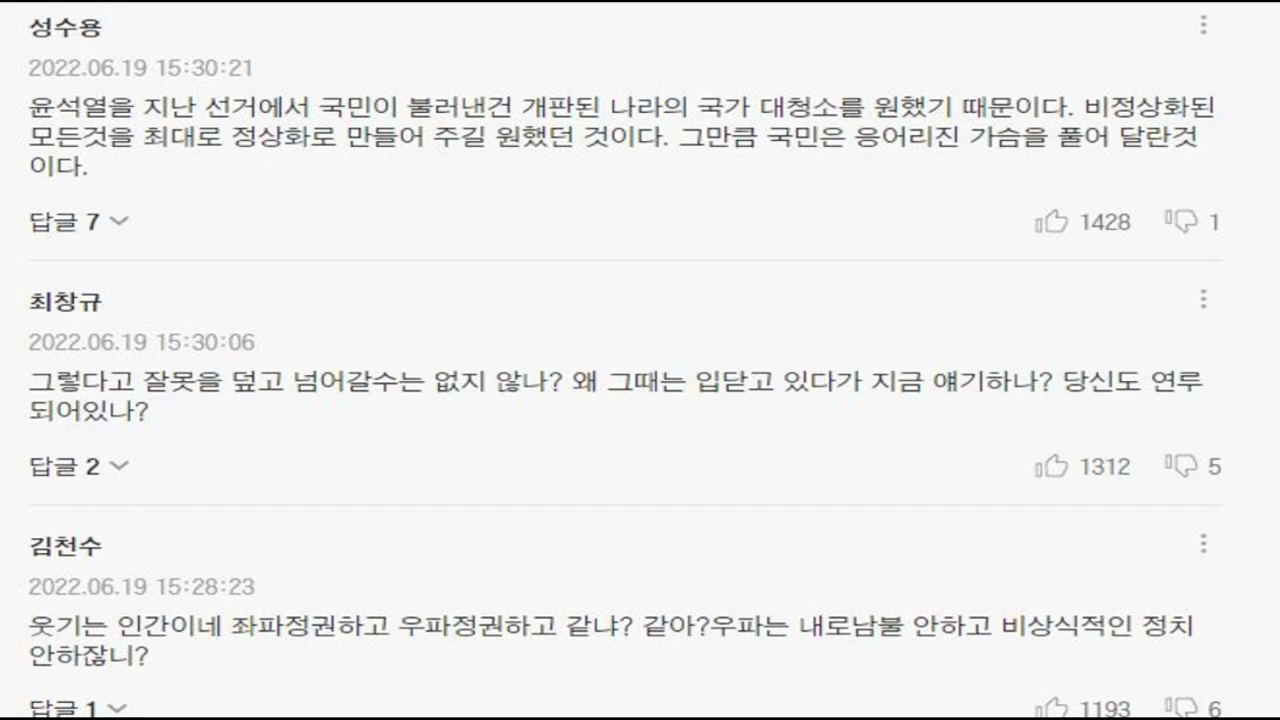 성수용
2022.06.19 15:30:21
윤석열을 지난 선거에서 국민이 불러낸건 개판된 나라의 국가 대청소를 원했기 때문이다. 비정상화된
모든것을 최대로 정상화로 만들어 주길 원했던 것이다. 그만큼 국민은 응어리진 가슴을 풀어 달란것
이다.
답글 7
1428 1
최창규
2022.06.19 15:30:06
그렇다고 잘못을 덮고 넘어갈수는 없지 않나? 왜 그때는 입닫고 있다가 지금 얘기하나? 당신도 연루
되어있나?
답글 2
1312 5
김천수
2022.06.19 15:28:23
웃기는 인간이네 좌파정권하고 우파정권하고 같냐? 같아?우파는 내로남불 안하고 비상식적인 정치
안하잖니?
답글 1
1193 6